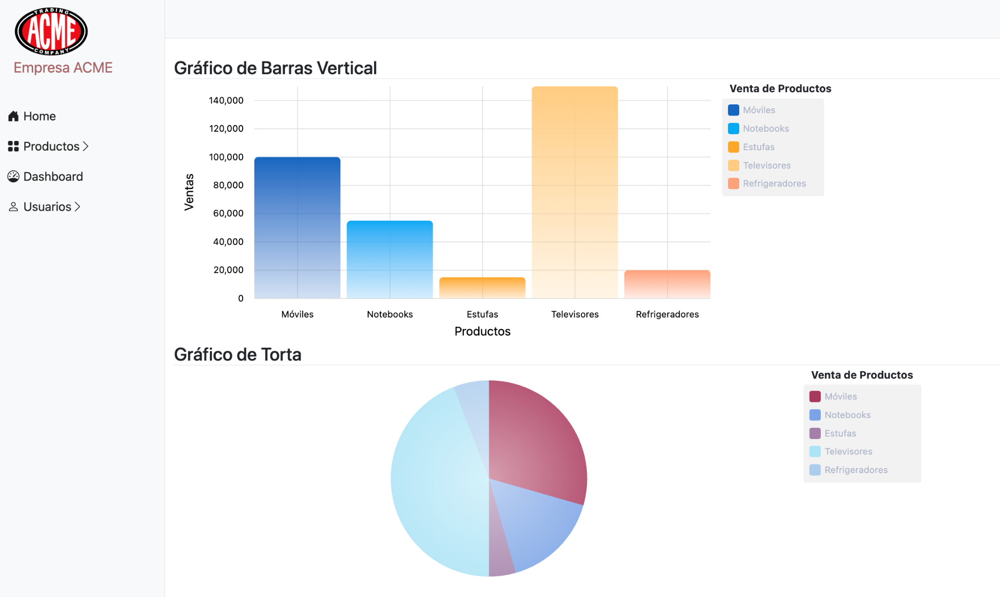 TRADING
ACME
COMPANY
Empresa ACME
Home
Productos
Dashboard
Usuarios
Gráfico de Barras Vertical
140,000
120,000
100,000
80,000
60,000
40,000
20,000
0
Ventas
Móviles
Notebooks
Estufas
Televisores
Refrigeradores
Productos
Venta de Productos
Móviles
Notebooks
Estufas
Televisores
Refrigeradores
Gráfico de Torta
Venta de Productos
Móviles
Notebooks
Estufas
Televisores
Refrigeradores